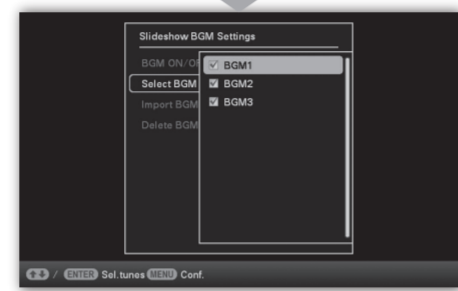 Slideshow BGM Settings
BGM ON/OF
Select BGM
Import BGM
Delete BGM
BGM1
BGM2
BGM3
/ ENTER Sel.tunes MENU Conf.